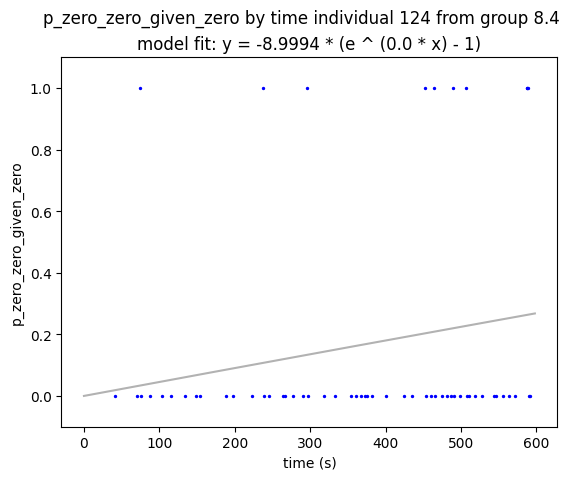 p_zero_zero_given_zero by time individual 124 from group 8.4
model fit: y = -8.9994 * (e ^ (0.0 * x) - 1)
1.0
0.8
0.6
0.4
0.2
0.0
p_zero_zero_given_zero
0 100 200 300 400 500 600
time (s)